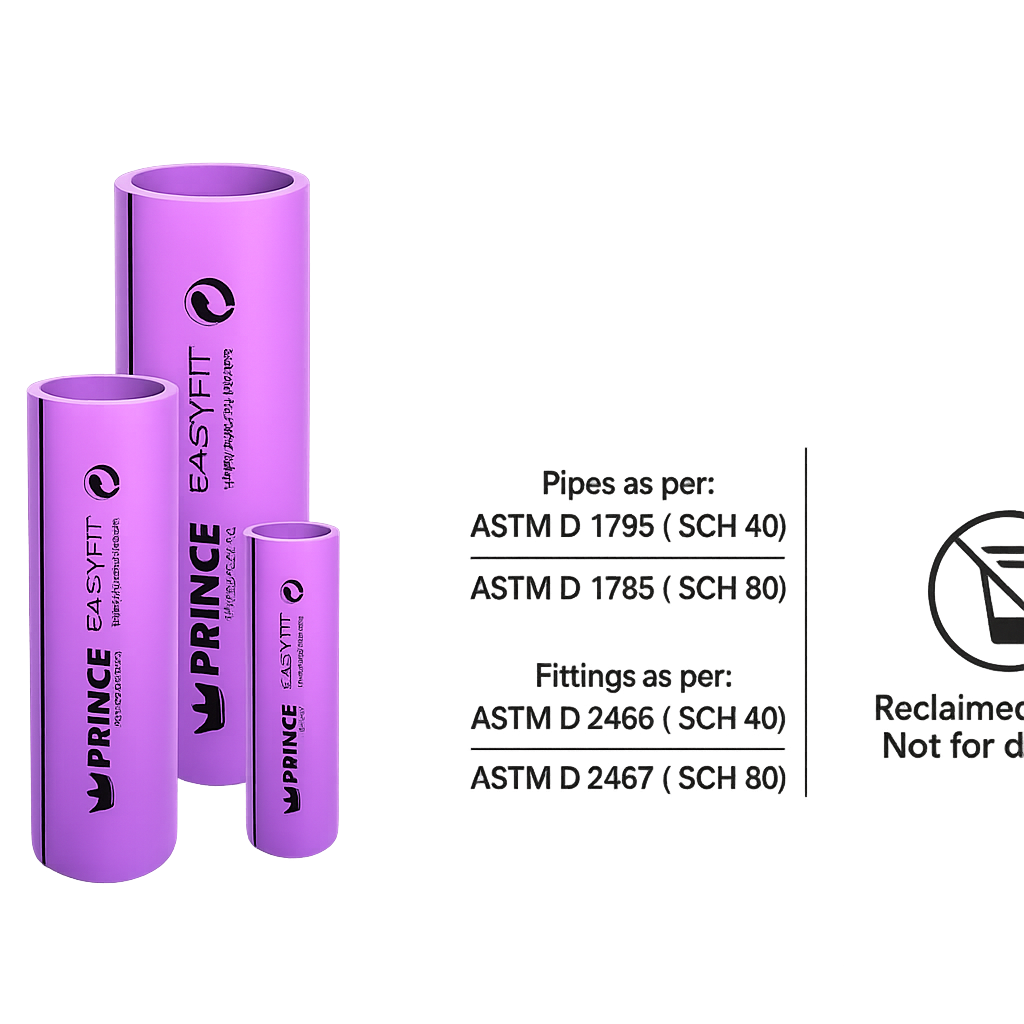 PRINCE EASYFIT
PRINCE EASYFIT
PRINCE
Pipes as per:
ASTM D 1795 ( SCH 40)
ASTM D 1785 ( SCH 80)
Fittings as per:
ASTM D 2466 ( SCH 40)
ASTM D 2467 ( SCH 80)
Reclaimed
Not for d